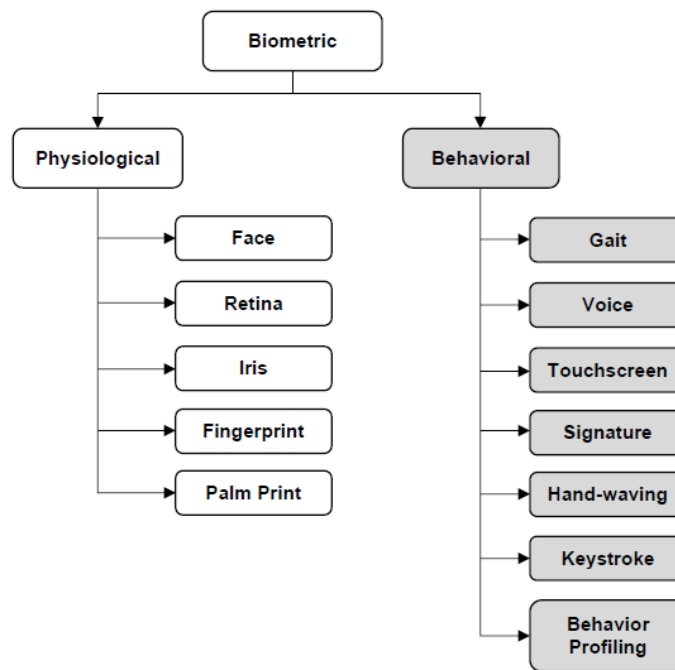 Biometric
Physiological
Behavioral
Face
Retina
Iris
Fingerprint
Palm Print
Gait
Voice
Touchscreen
Signature
Hand-waving
Keystroke
Behavior
Profiling